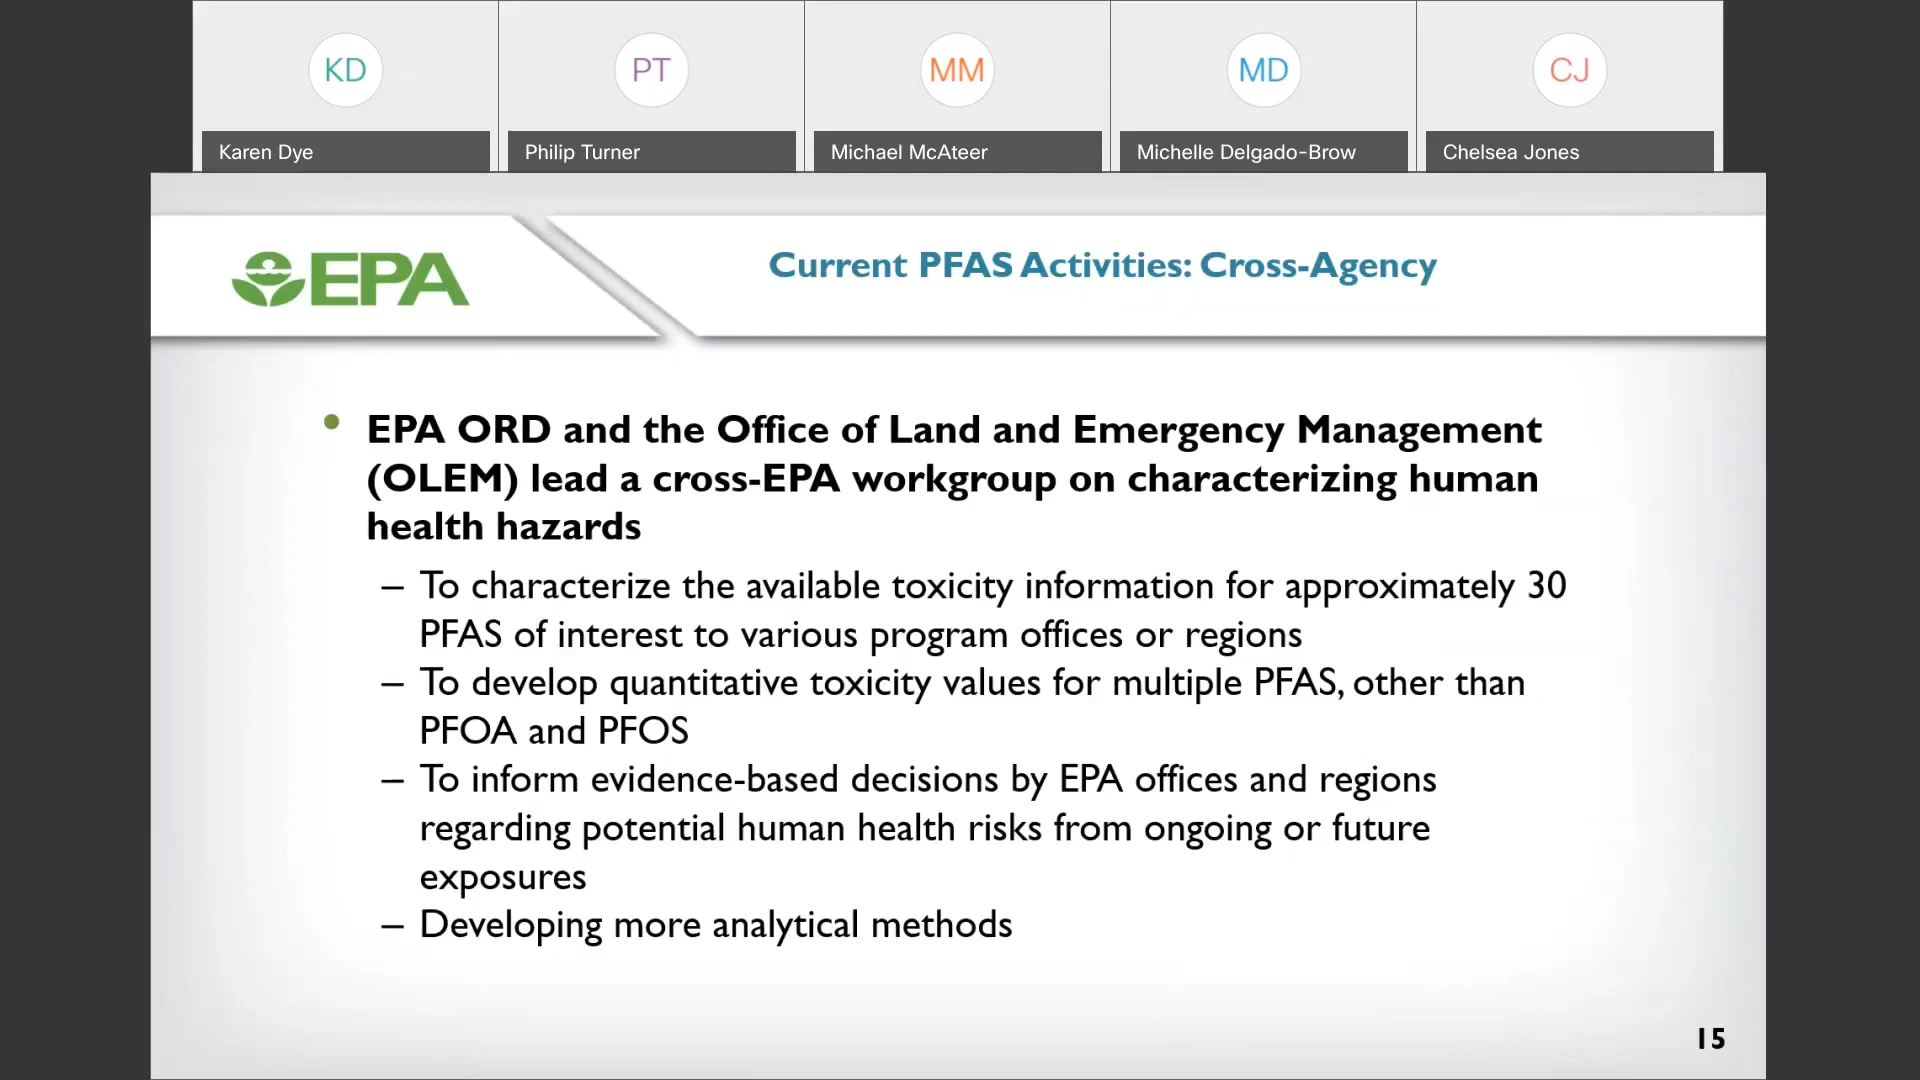 KD
PT
MM
MD
CJ
Karen Dye
Philip Turner
Michael McAteer
Michelle Delgado-Brow
Chelsea Jones
EPA
Current PFAS Activities: Cross-Agency
• EPA ORD and the Office of Land and Emergency Management
(OLEM) lead a cross-EPA workgroup on characterizing human
health hazards
– To characterize the available toxicity information for approximately 30
PFAS of interest to various program offices or regions
– To develop quantitative toxicity values for multiple PFAS, other than
PFOA and PFOS
– To inform evidence-based decisions by EPA offices and regions
regarding potential human health risks from ongoing or future
exposures
– Developing more analytical methods
15